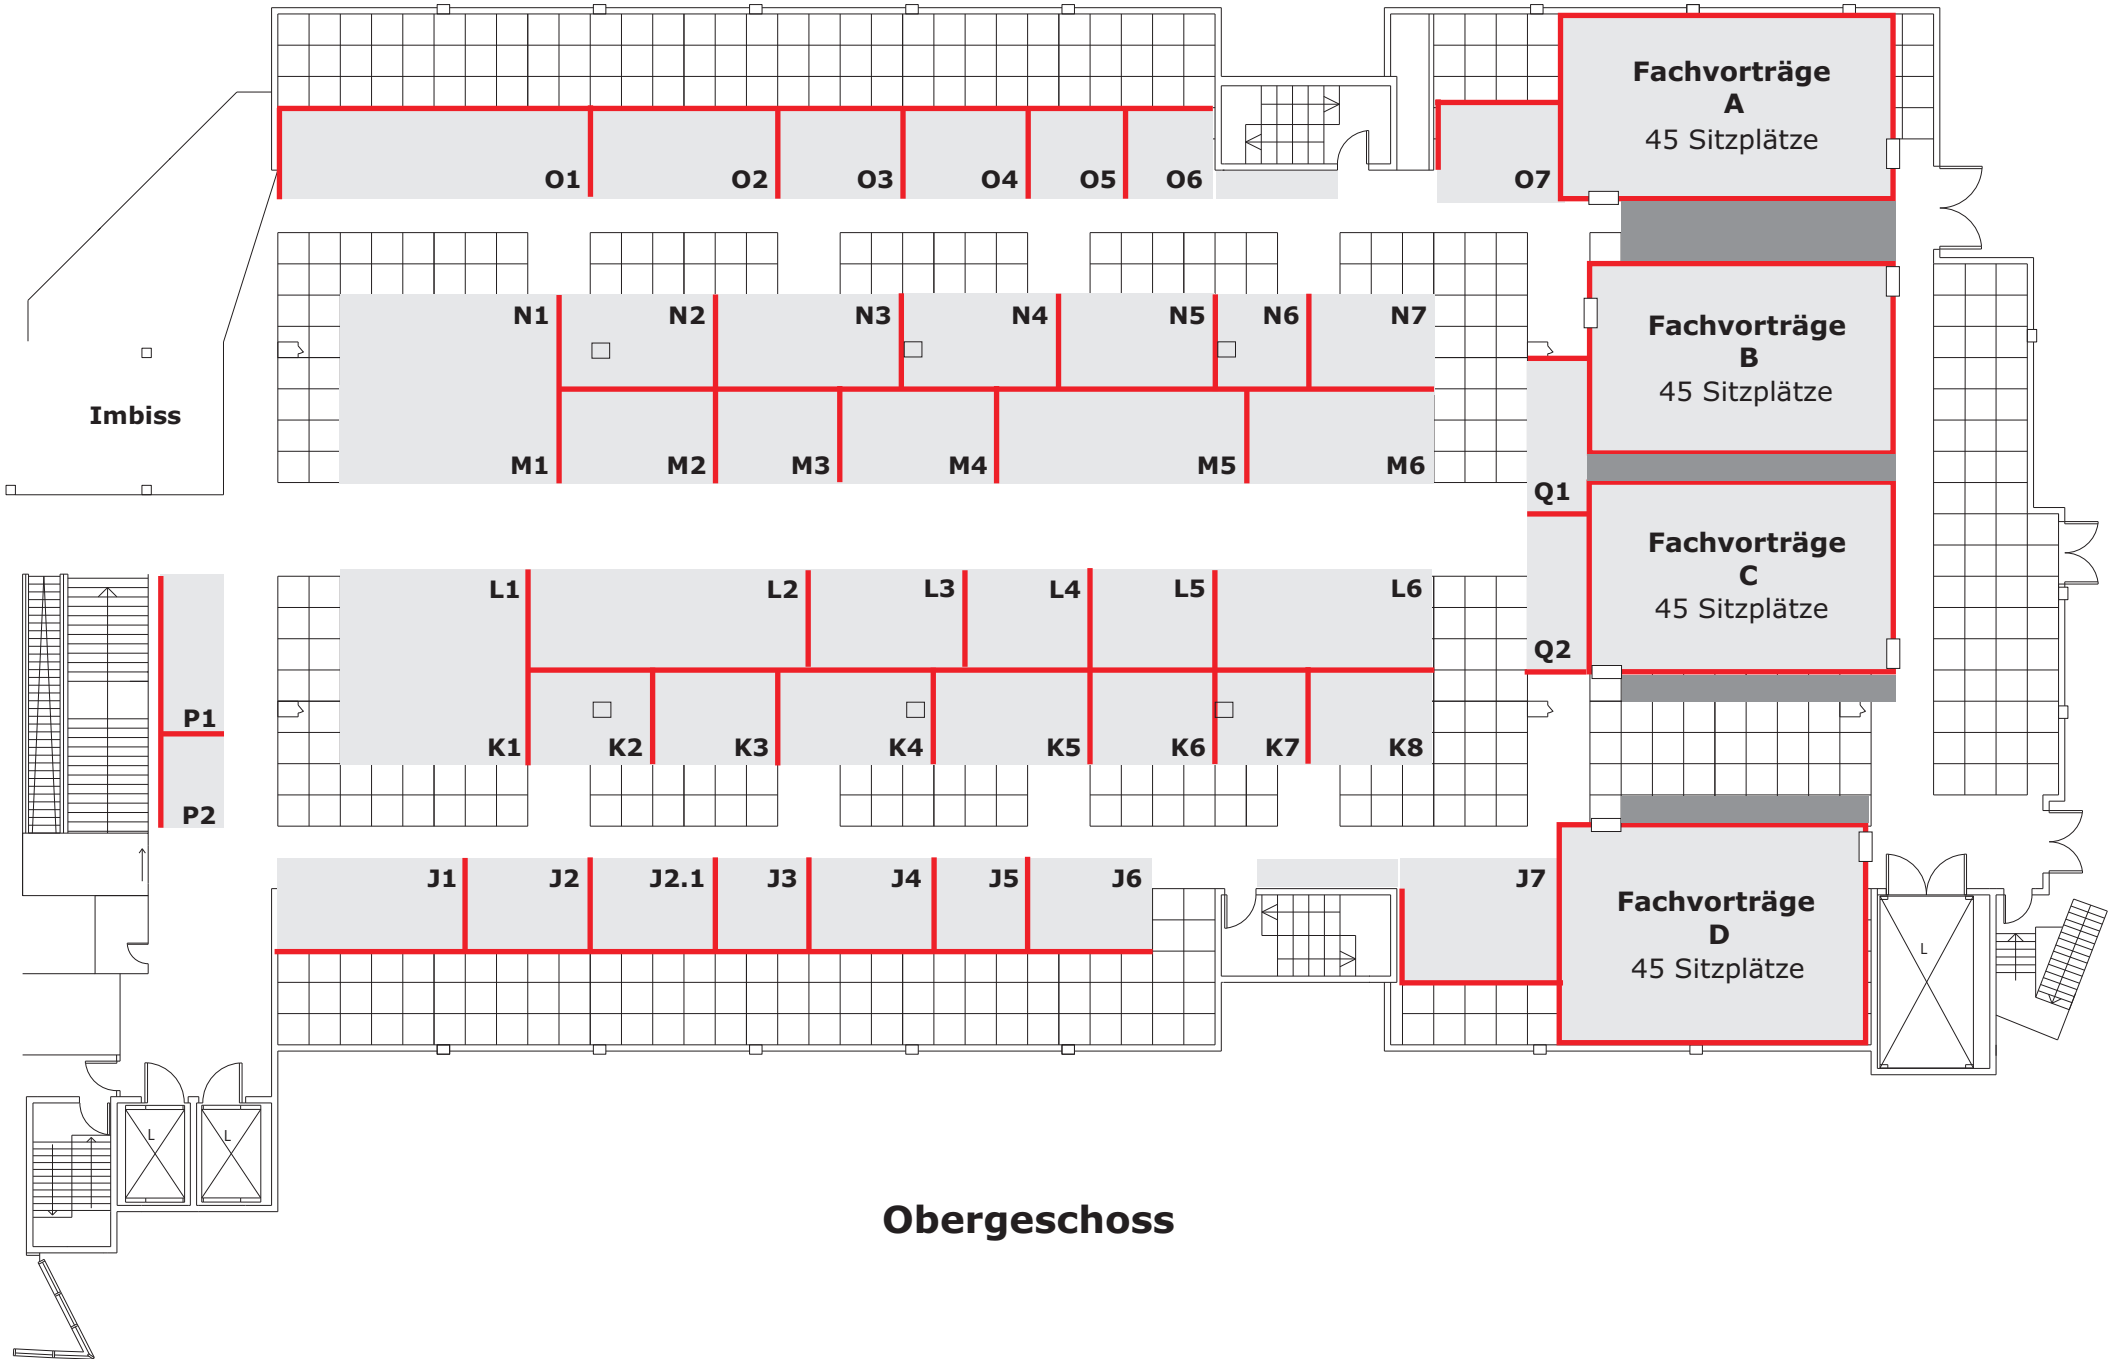 Fachvorträge
A
45 Sitzplätze
O1 O2 O3 O4 O5 O6 O7
N1 N2 N3 N4 N5 N6 N7
Fachvorträge
B
45 Sitzplätze
Imbiss
M1 M2 M3 M4 M5 M6
Q1
Fachvorträge
C
45 Sitzplätze
L1 L2 L3 L4 L5 L6
Q2
P1
K1 K2 K3 K4 K5 K6 K7 K8
P2
J1 J2 J2.1 J3 J4 J5 J6 J7
Fachvorträge
D
45 Sitzplätze
L
L L
Obergeschoss